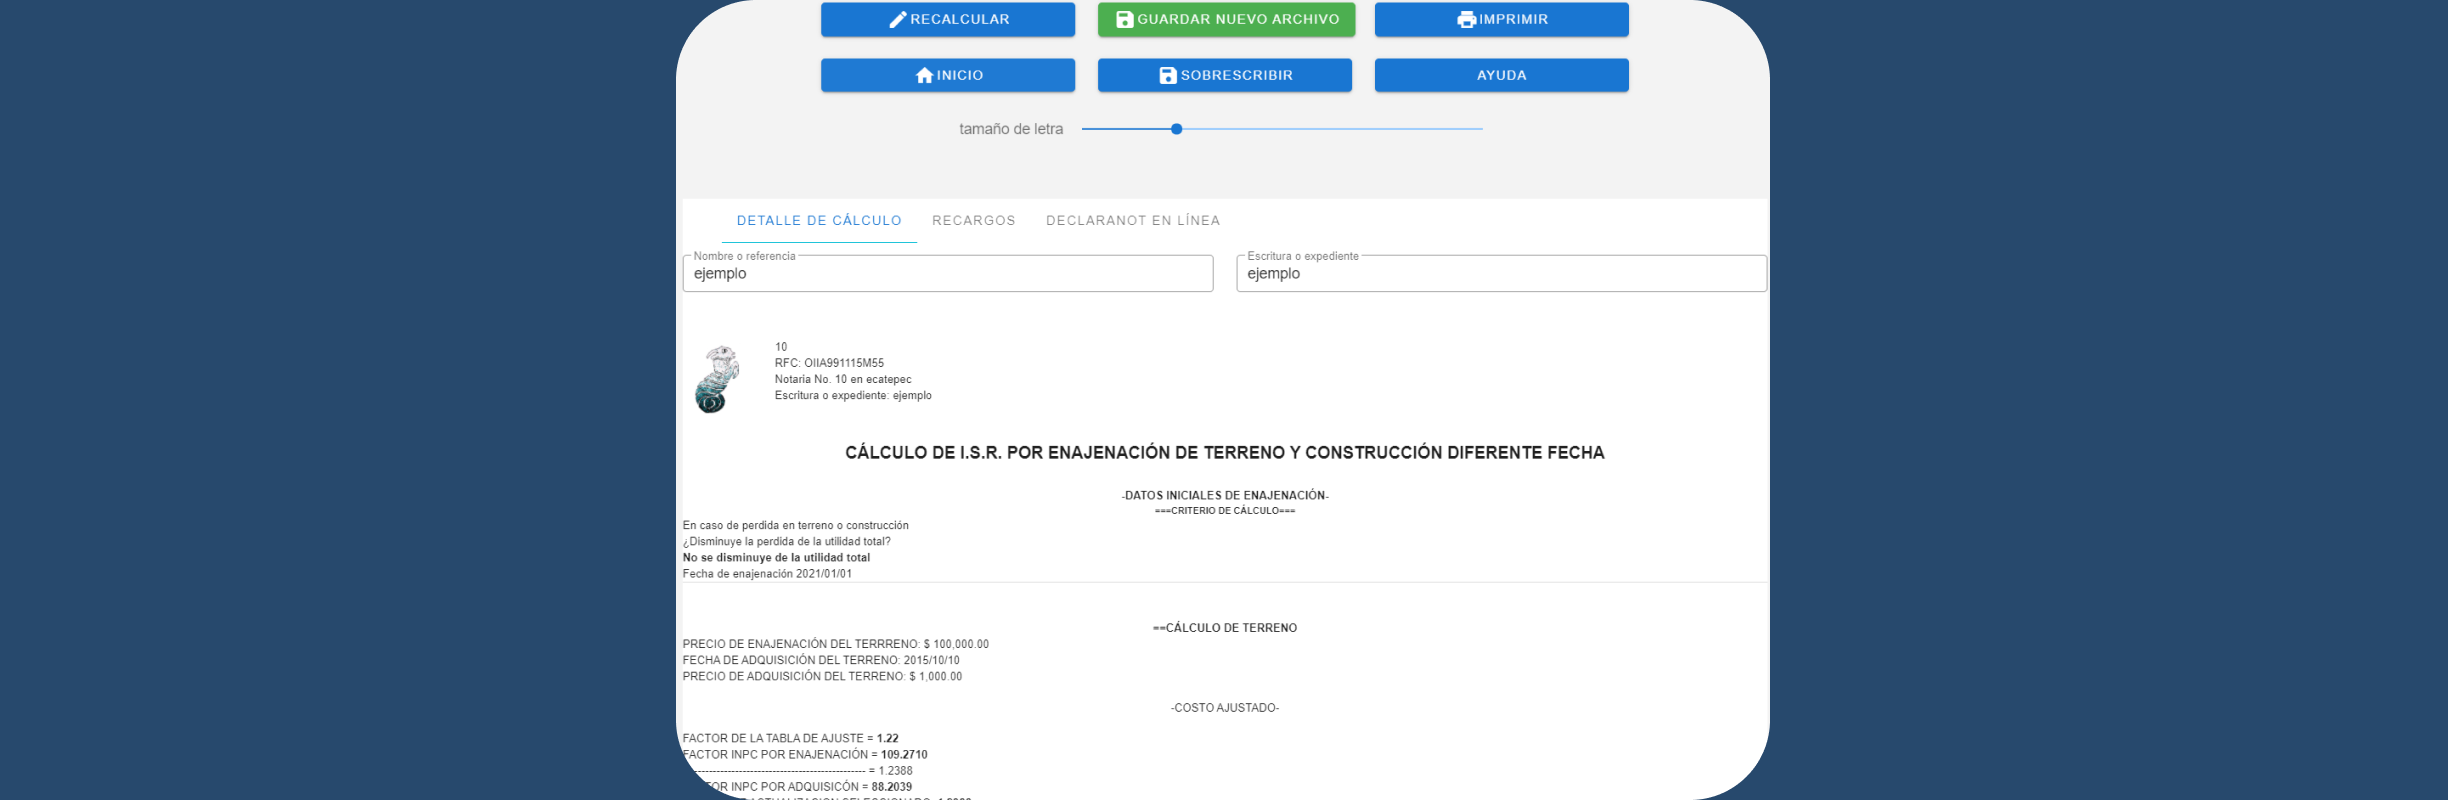 RECALCULAR
GUARDAR NUEVO ARCHIVO
IMPRIMIR
INICIO
SOBRESCRIBIR
AYUDA
tamaño de letra
DETALLE DE CÁLCULO
RECARGOS
DECLARANOT EN LÍNEA
Nombre o referencia
ejemplo
Escritura o expediente
ejemplo
10
RFC: OIIA991115M55
Notaria No. 10 en ecatepec
Escritura o expediente: ejemplo
CÁLCULO DE I.S.R. POR ENAJENACIÓN DE TERRENO Y CONSTRUCCIÓN DIFERENTE FECHA
-DATOS INICIALES DE ENAJENACIÓN-
===CRITERIO DE CÁLCULO===
En caso de perdida en terreno o construcción
¿Disminuye la perdida de la utilidad total?
No se disminuye de la utilidad total
Fecha de enajenación 2021/01/01
==CÁLCULO DE TERRENO
PRECIO DE ENAJENACIÓN DEL TERRRENO: $ 100,000.00
FECHA DE ADQUISICIÓN DEL TERRENO: 2015/10/10
PRECIO DE ADQUISICIÓN DEL TERRENO: $ 1,000.00
-COSTO AJUSTADO-
FACTOR DE LA TABLA DE AJUSTE = 1.22
FACTOR INPC POR ENAJENACIÓN = 109.2710
---------------------------------------------- = 1.2388
INPC POR ADQUISICÓN = 88.2039